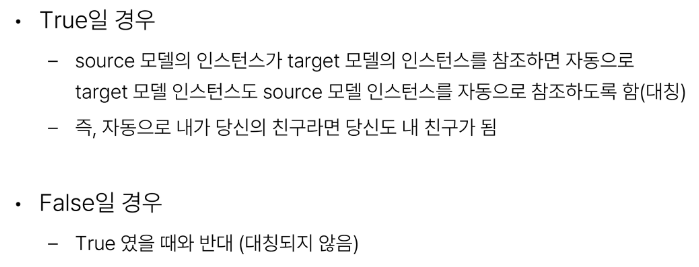 • True일 경우
– source 모델의 인스턴스가 target 모델의 인스턴스를 참조하면 자동으로
target 모델 인스턴스도 source 모델 인스턴스를 자동으로 참조하도록 함(대칭)
– 즉, 자동으로 내가 당신의 친구라면 당신도 내 친구가 됨
• False일 경우
– True 였을 때와 반대 (대칭되지 않음)